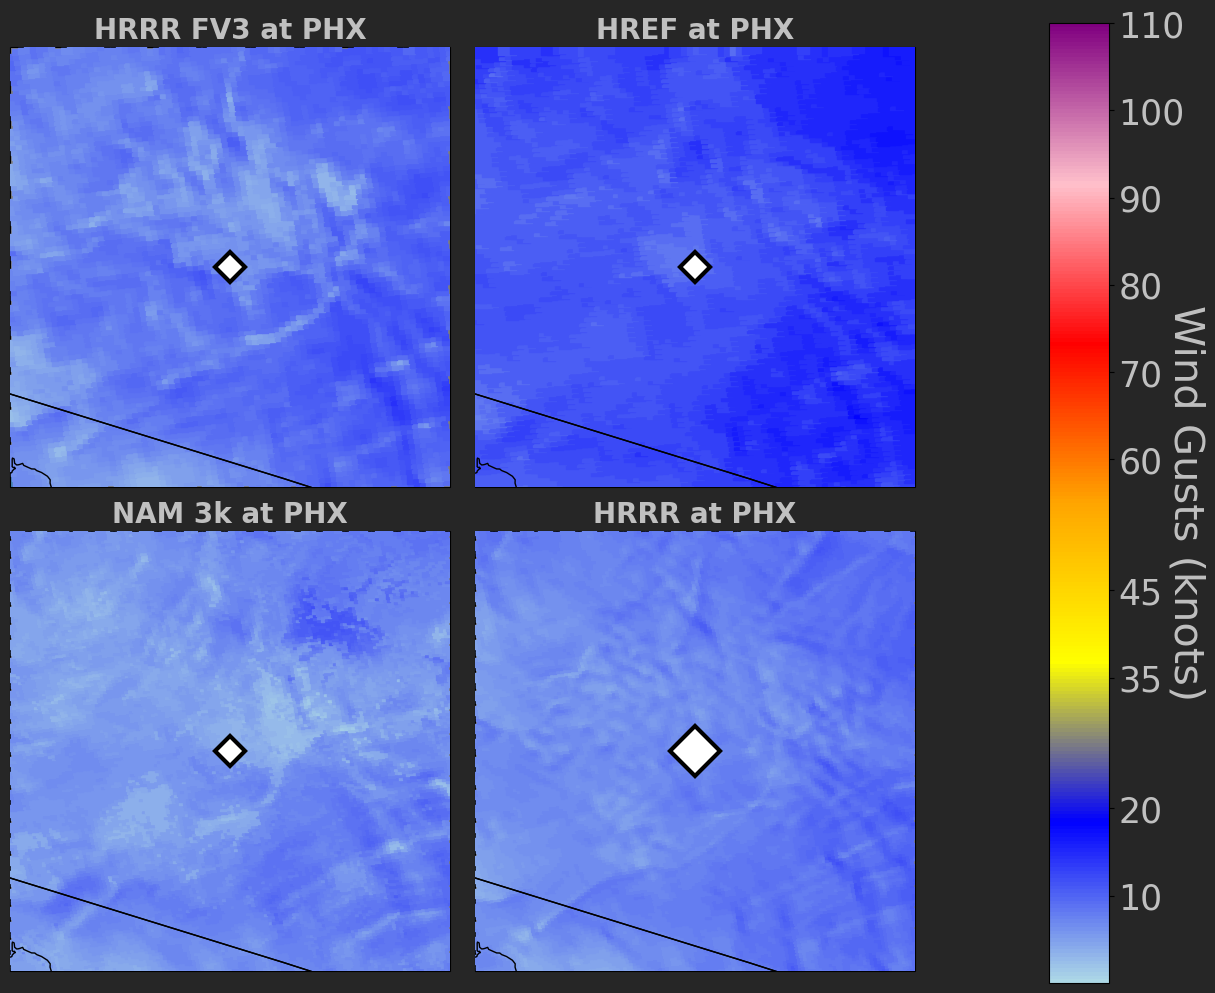 HRRR FV3 at PHX
HREF at PHX
NAM 3k at PHX
HRRR at PHX
110
100
90
80
70
60
45
35
20
10
Wind Gusts (knots)